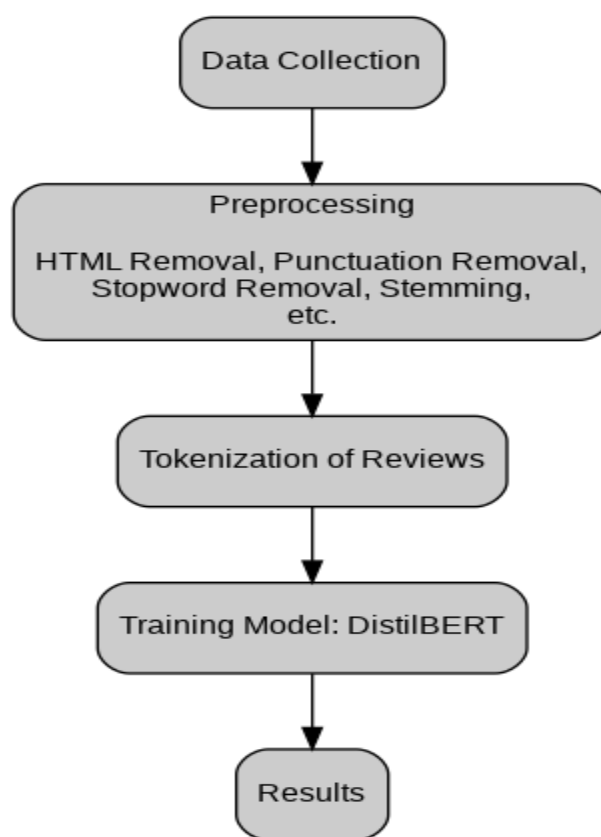 Data Collection
Preprocessing
HTML Removal, Punctuation Removal,
Stopword Removal, Stemming,
etc.
Tokenization of Reviews
Training Model: DistilBERT
Results